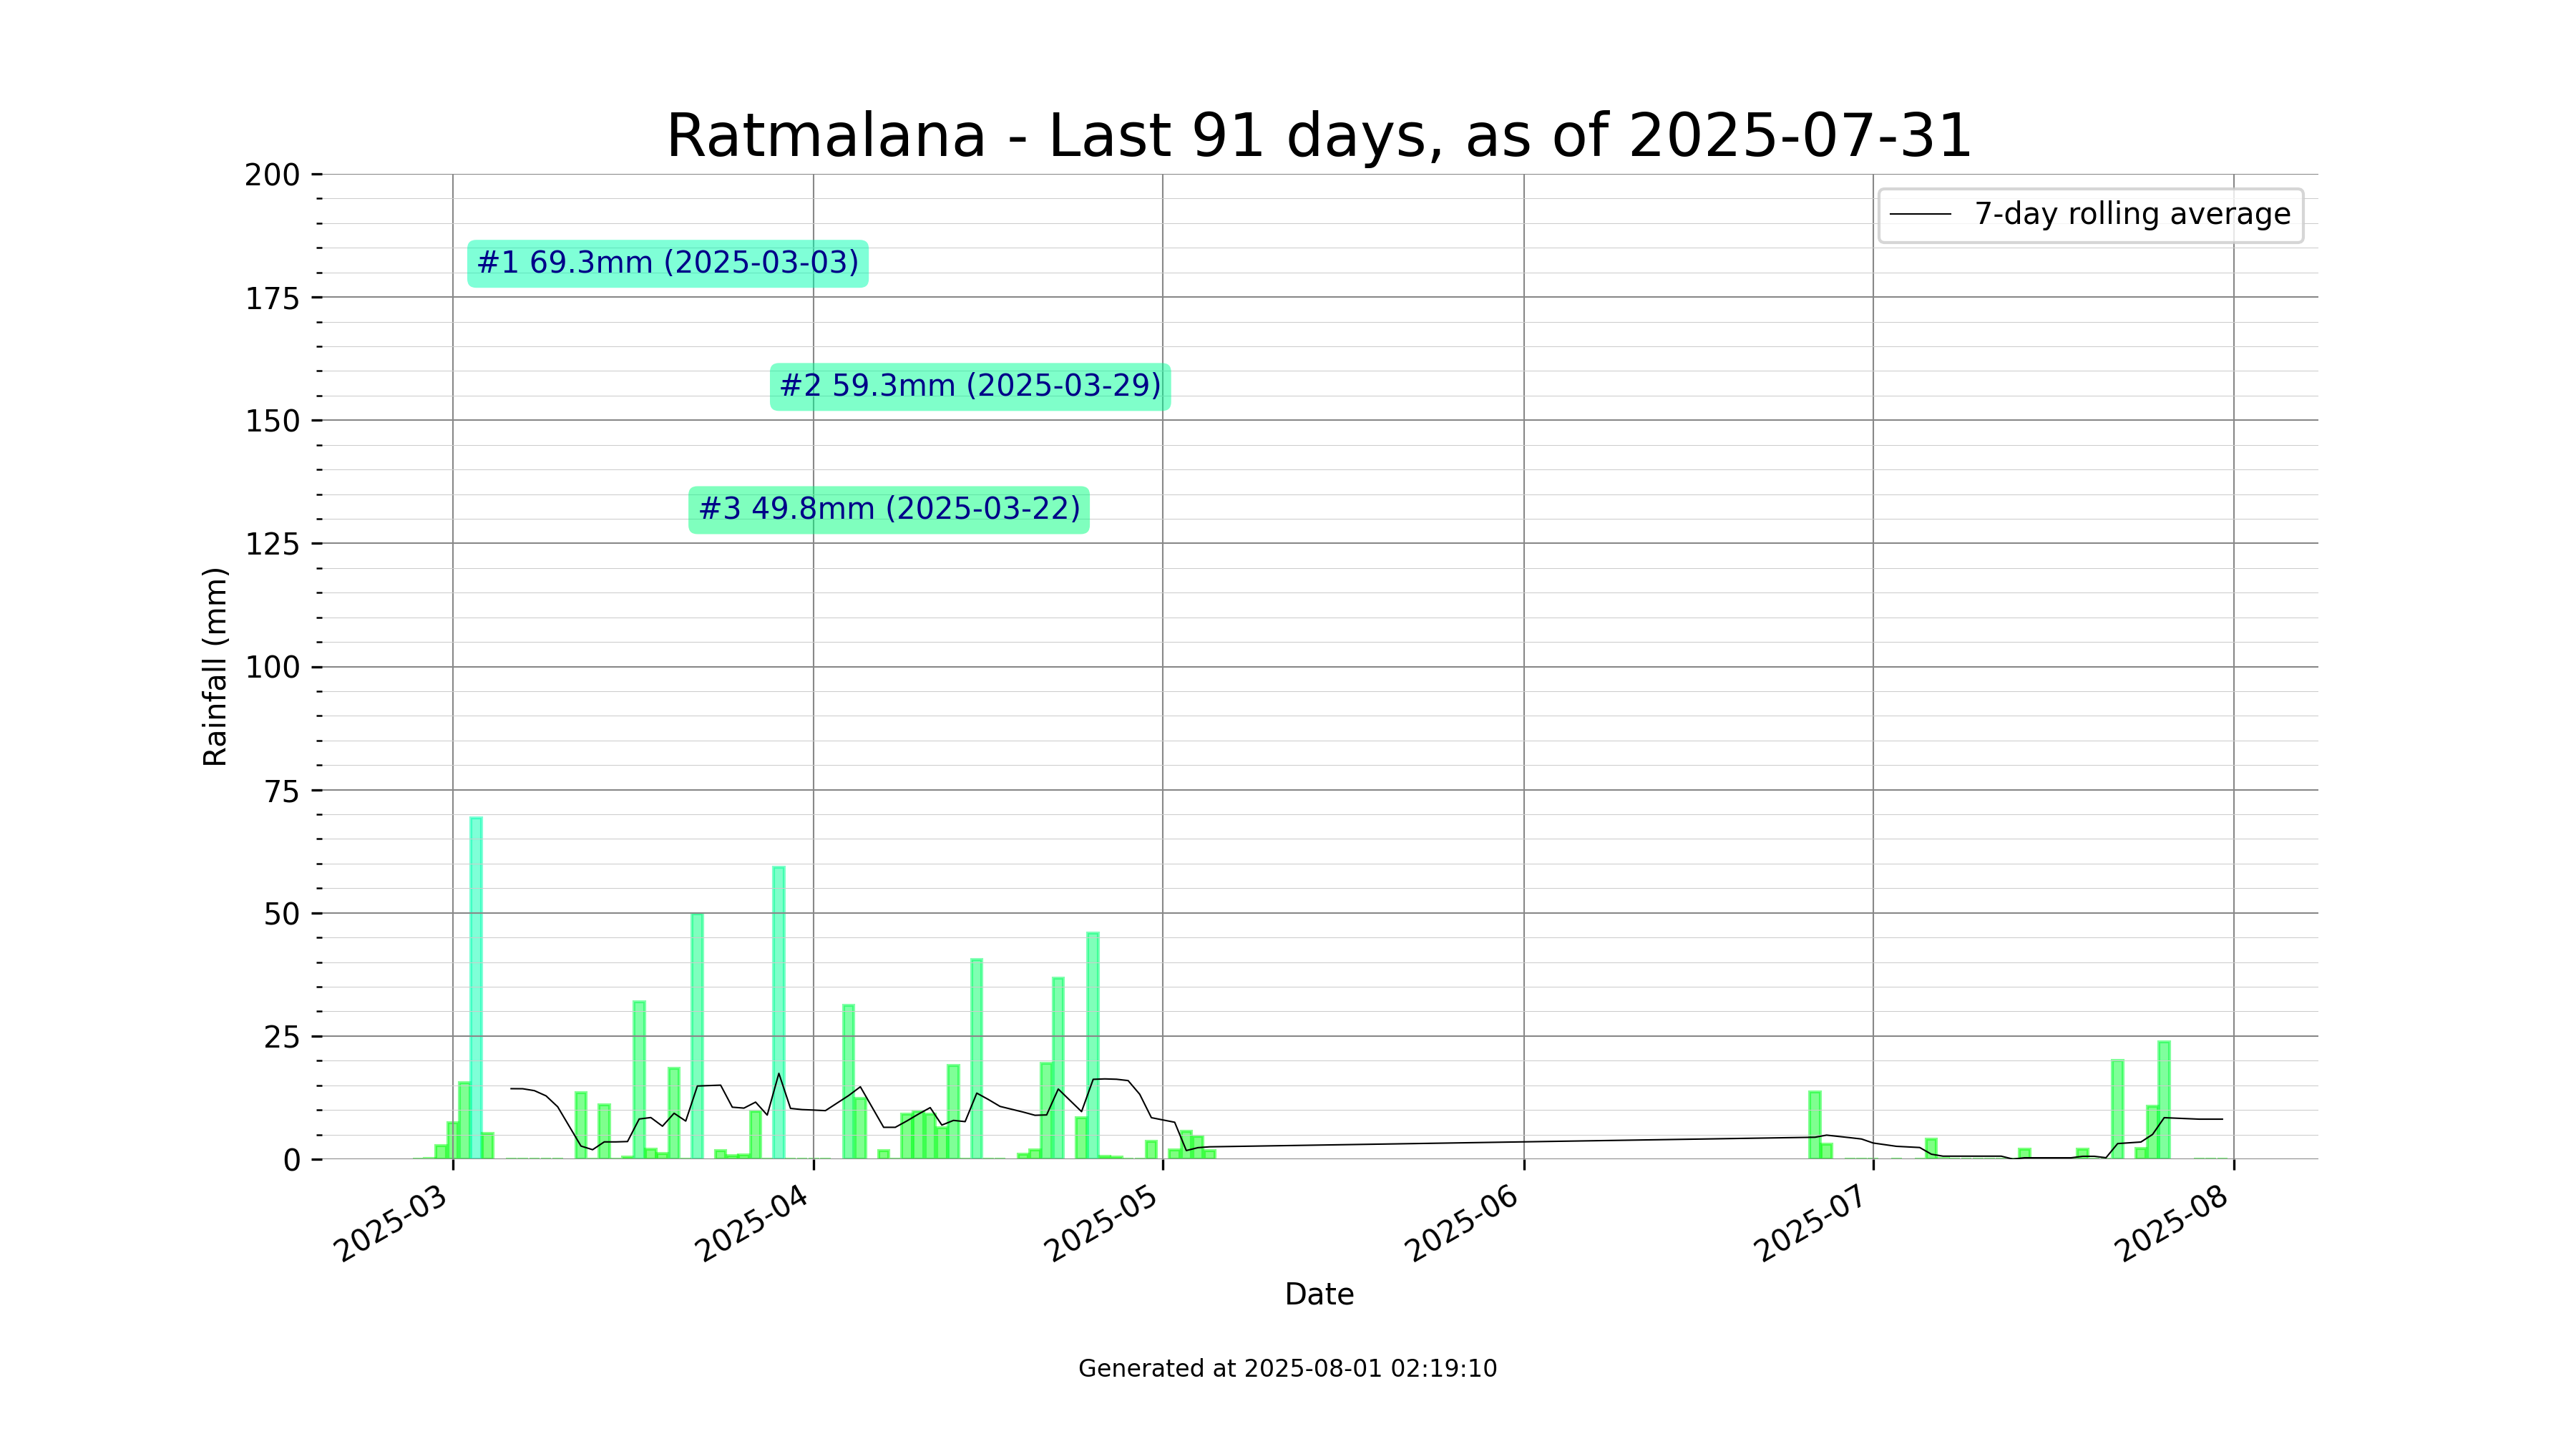 Ratmalana - Last 91 days, as of 2025-07-31
200
175
150
125
100
75
50
25
0
Rainfall (mm)
7-day rolling average
#1 69.3mm (2025-03-03)
#2 59.3mm (2025-03-29)
#3 49.8mm (2025-03-22)
2025-03
2025-04
2025-05
2025-06
2025-07
2025-08
Date
Generated at 2025-08-01 02:19:10